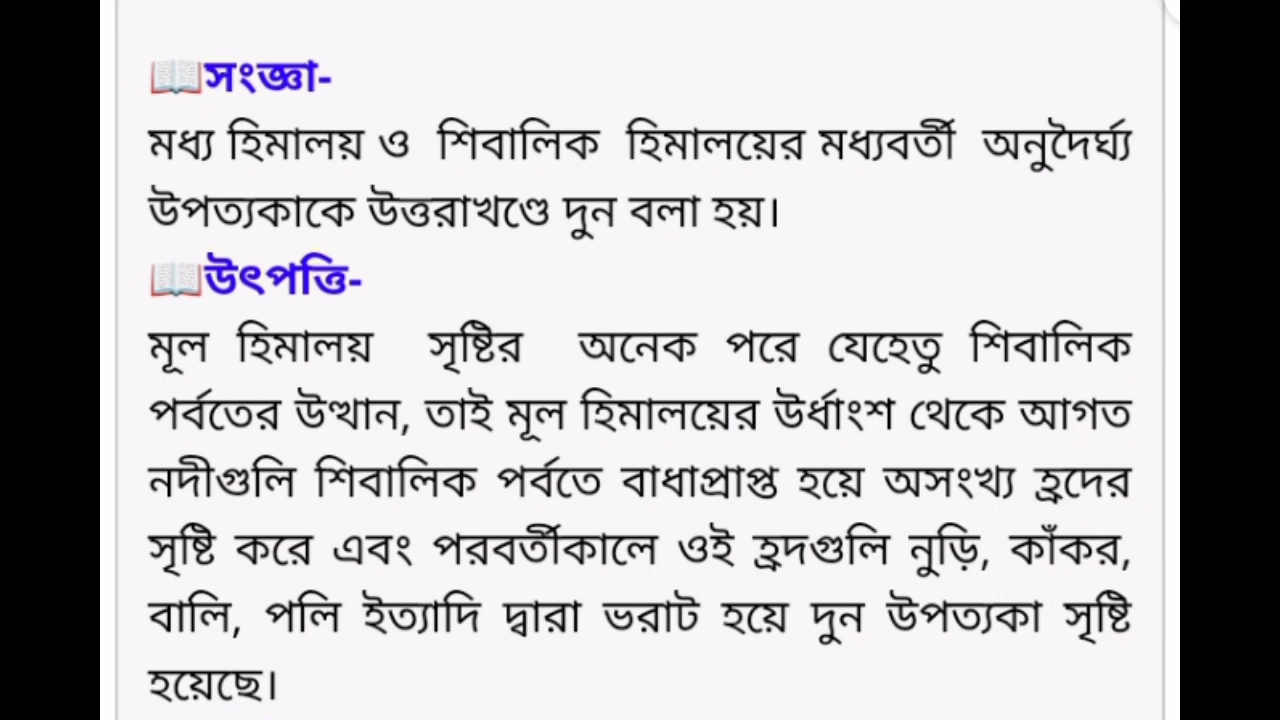 📖সংজ্ঞা-
মধ্য হিমালয় ও শিবালিক হিমালয়ের মধ্যবর্তী অনুদৈর্ঘ্য
উপত্যকাকে উত্তরাখণ্ডে দুন বলা হয়।
📖উৎপত্তি-
মূল হিমালয় সৃষ্টির অনেক পরে যেহেতু শিবালিক
পর্বতের উত্থান, তাই মূল হিমালয়ের উর্ধাংশ থেকে আগত
নদীগুলি শিবালিক পর্বতে বাধাপ্রাপ্ত হয়ে অসংখ্য হ্রদের
সৃষ্টি করে এবং পরবর্তীকালে ওই হ্রদগুলি নুড়ি, কাঁকর,
বালি, পলি ইত্যাদি দ্বারা ভরাট হয়ে দুন উপত্যকা সৃষ্টি
হয়েছে।